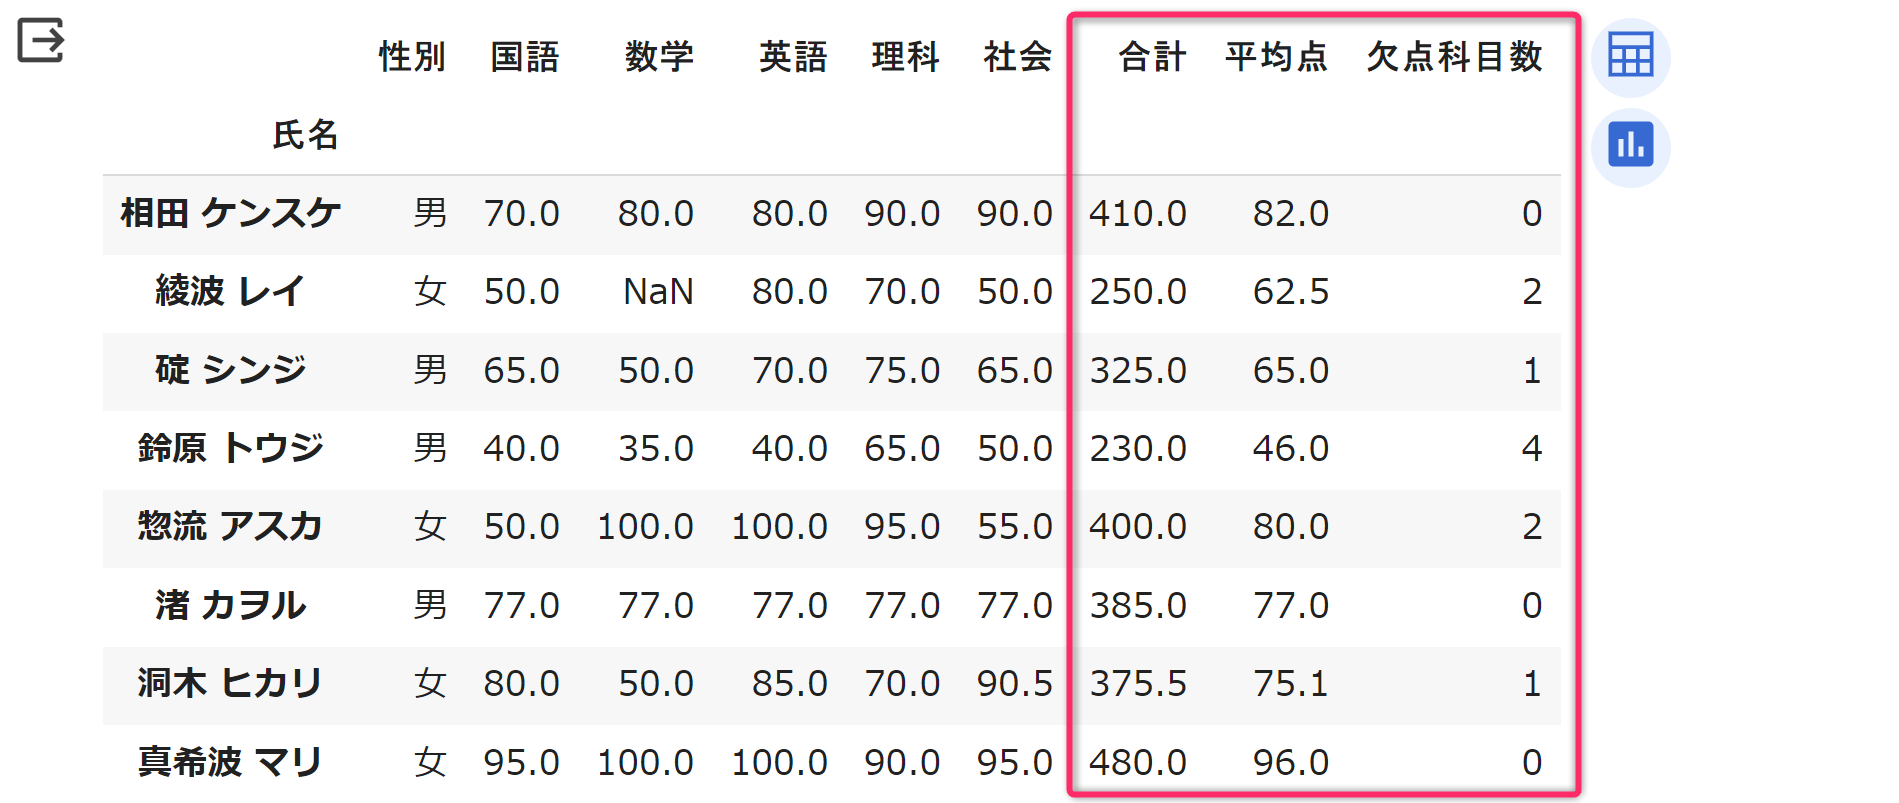 性別 国語 数学 英語 理科 社会 合計 平均点 欠点科目数
氏名
相田 ケンスケ 男 70.0 80.0 80.0 90.0 90.0 410.0 82.0 0
綾波 レイ 女 50.0 NaN 80.0 70.0 50.0 250.0 62.5 2
碇 シンジ 男 65.0 50.0 70.0 75.0 65.0 325.0 65.0 1
鈴原 トウジ 男 40.0 35.0 40.0 65.0 50.0 230.0 46.0 4
惣流 アスカ 女 50.0 100.0 100.0 95.0 55.0 400.0 80.0 2
渚 カヲル 男 77.0 77.0 77.0 77.0 77.0 385.0 77.0 0
洞木 ヒカリ 女 80.0 50.0 85.0 70.0 90.5 375.5 75.1 1
真希波 マリ 女 95.0 100.0 100.0 90.0 95.0 480.0 96.0 0